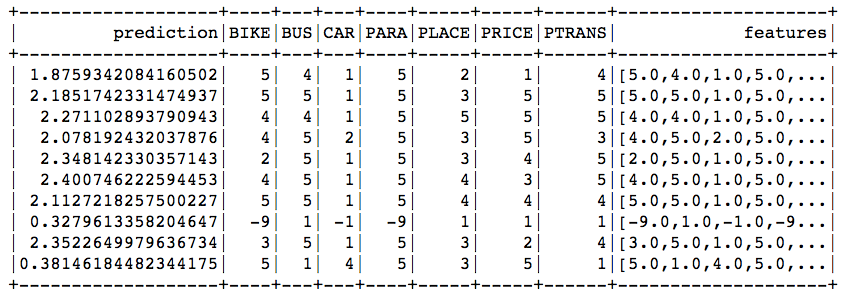 +-------------------+----+---+---+----+-----+-----+------+--------------------+
|         prediction|BIKE|BUS|CAR|PARA|PLACE|PRICE|PTRANS|            features|
+-------------------+----+---+---+----+-----+-----+------+--------------------+
| 1.8759342084160502|   5|  4|  1|   5|    2|    1|     4|[5.0,4.0,1.0,5.0,...|
| 2.1851742331474937|   5|  5|  1|   5|    3|    5|     5|[5.0,5.0,1.0,5.0,...|
|  2.271102893790943|   4|  4|  1|   5|    5|    5|     5|[4.0,4.0,1.0,5.0,...|
|  2.078192432037876|   4|  5|  2|   5|    3|    5|     3|[4.0,5.0,2.0,5.0,...|
|  2.348142330357143|   2|  5|  1|   5|    3|    4|     5|[2.0,5.0,1.0,5.0,...|
|  2.400746222594453|   4|  5|  1|   5|    4|    3|     5|[4.0,5.0,1.0,5.0,...|
| 2.1127218257500227|   5|  5|  1|   5|    4|    4|     4|[5.0,5.0,1.0,5.0,...|
| 0.3279613358204647|  -9|  1| -1|  -9|    1|    1|     1|[-9.0,1.0,-1.0,-9...|
| 2.3522649979636734|   3|  5|  1|   5|    3|    2|     4|[3.0,5.0,1.0,5.0,...|
|0.38146184482344175|   5|  1|  4|   5|    3|    5|     1|[5.0,1.0,4.0,5.0,...|
+-------------------+----+---+---+----+-----+-----+------+--------------------+